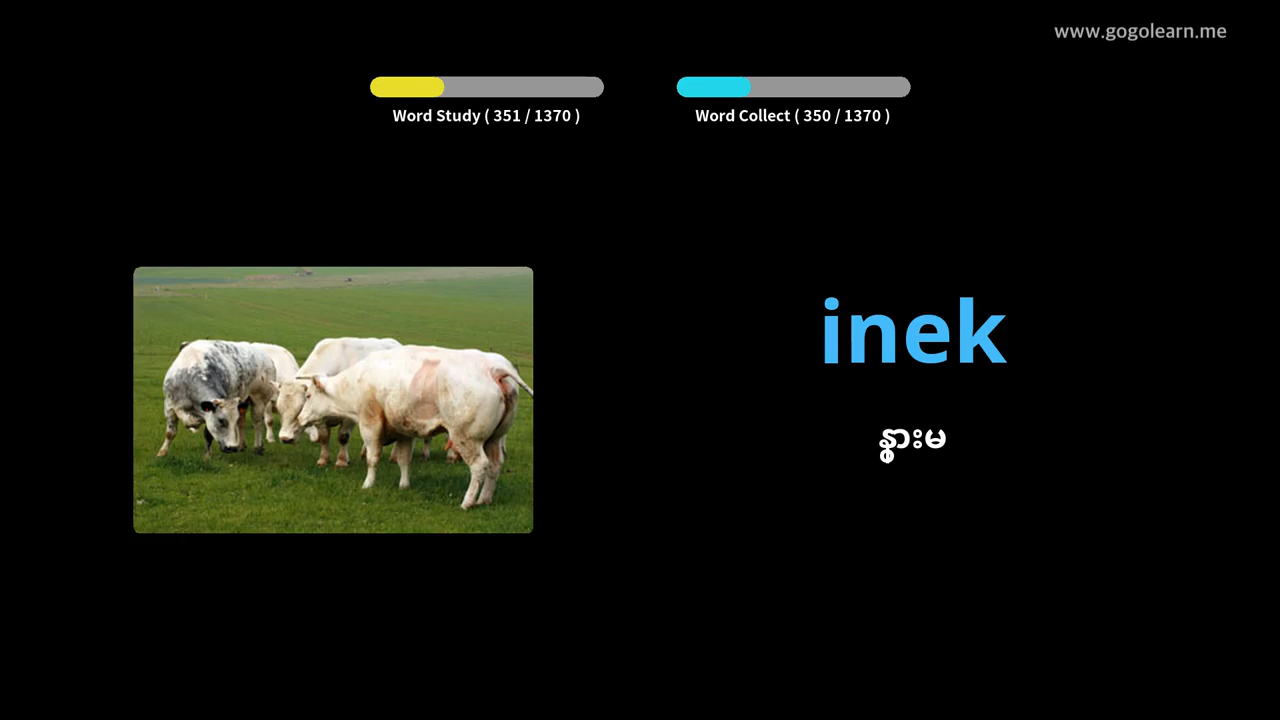 www.gogolearn.me
Word Study ( 351 / 1370 )
Word Collect ( 350 / 1370 )
inek
နွားမ